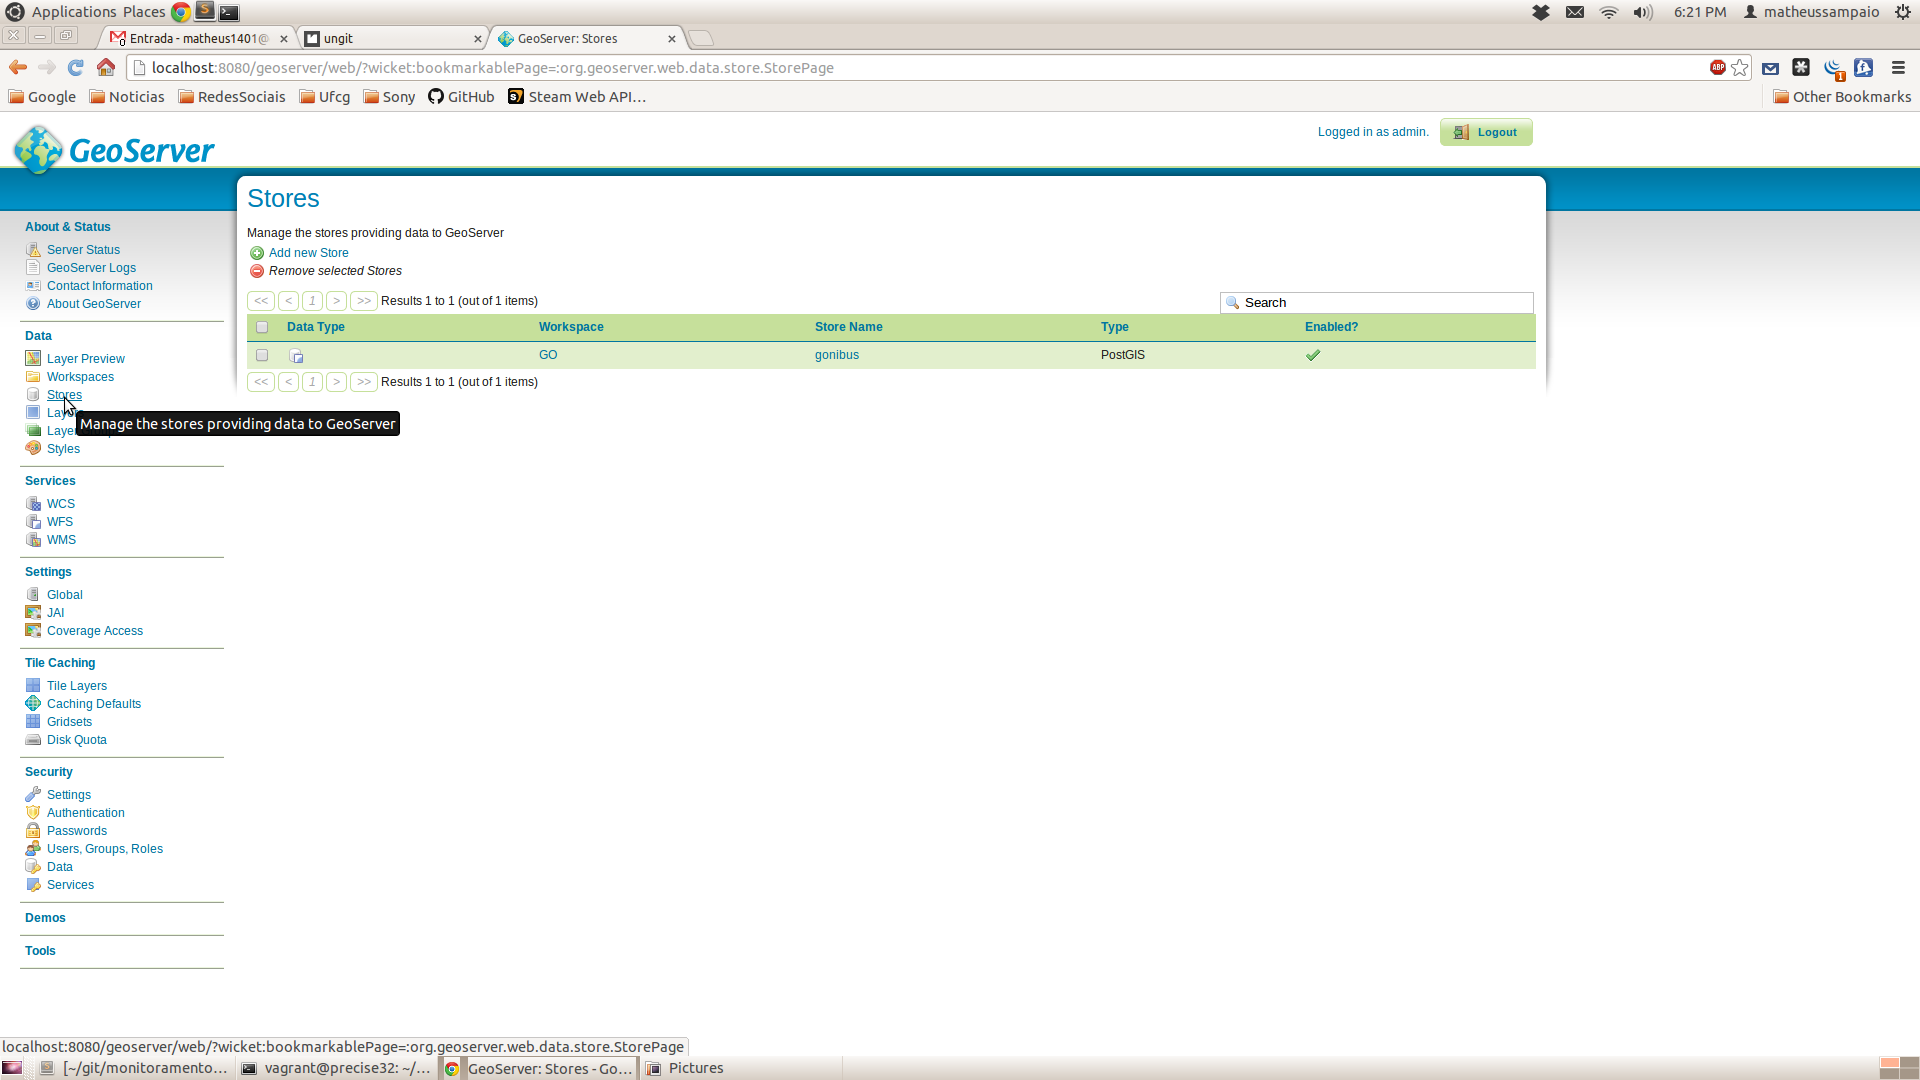 Applications Places
6:21 PM matheussampaio
Entrada - matheus1401@
ungit
GeoServer: Stores
localhost:8080/geoserver/web/?wicket:bookmarkablePage=:org.geoserver.web.data.store.StorePage
ABP
1
Google Noticias RedesSociais Ufcg Sony GitHub Steam Web API... Other Bookmarks
GeoServer
Logged in as admin.
Logout
About & Status
Server Status
GeoServer Logs
Contact Information
About GeoServer
Data
Layer Preview
Workspaces
Stores
Styles
Services
WCS
WFS
WMS
Settings
Global
JAI
Coverage Access
Tile Caching
Tile Layers
Caching Defaults
Gridsets
Disk Quota
Security
Settings
Authentication
Passwords
Users, Groups, Roles
Data
Services
Demos
Tools
Stores
Manage the stores providing data to GeoServer
Add new Store
Remove selected Stores
<< < 1 > >> Results 1 to 1 (out of 1 items)
Search
Data Type Workspace Store Name Type Enabled?
GO gonibus PostGIS
<< < 1 > >> Results 1 to 1 (out of 1 items)
Manage the stores providing data to GeoServer
localhost:8080/geoserver/web/?wicket:bookmarkablePage=:org.geoserver.web.data.store.StorePage
[~/git/monitoramento... vagrant@precise32: ~/... GeoServer: Stores - Go... Pictures